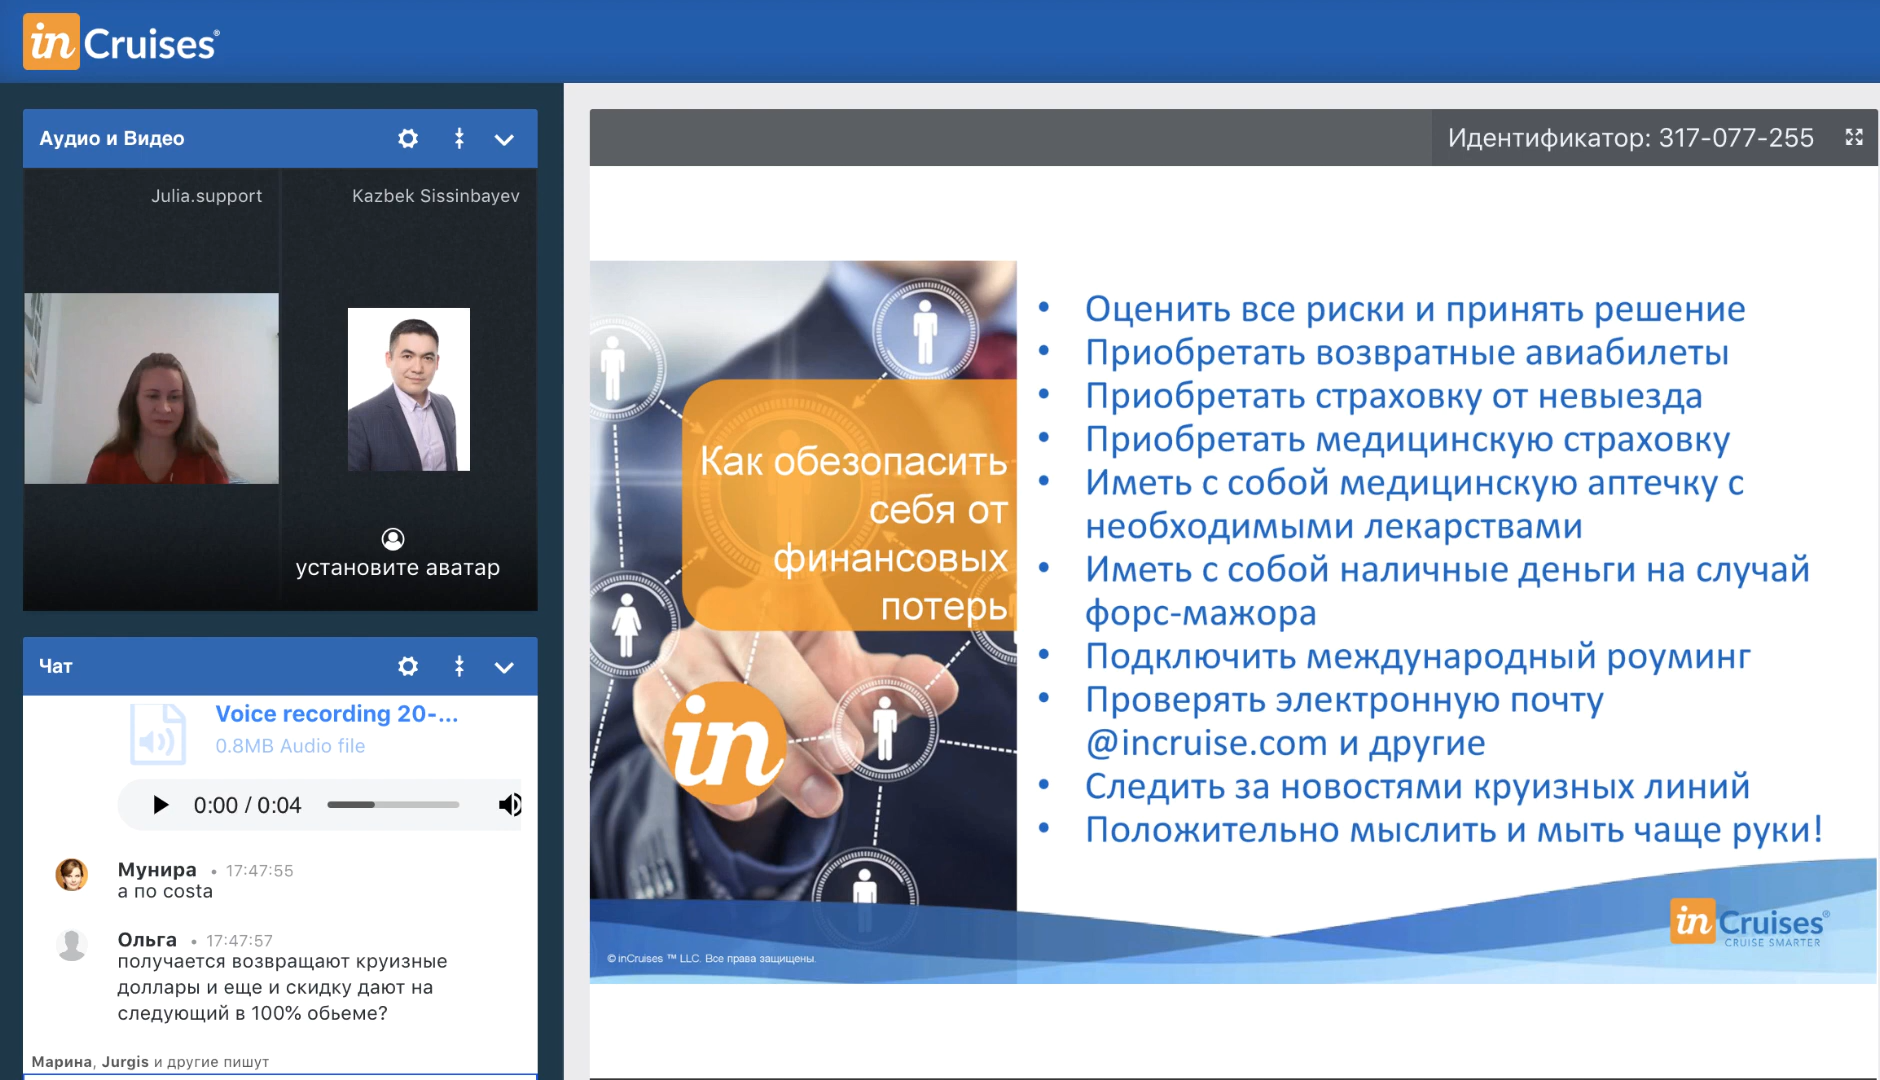 in Cruises®
Аудио и Видео
Julia.support
Kazbek Sissinbayev
установите аватар
Чат
Voice recording 20-...
0.8MB Audio file
0:00 / 0:04
Мунира • 17:47:55
а по costa
Ольга • 17:47:57
получается возвращают круизные
доллары и еще и скидку дают на
следующий в 100% обьеме?
Марина, Jurgis и другие пишут
Идентификатор: 317-077-255
Как обезопасить
себя от
финансовых
потерь
in
• Оценить все риски и принять решение
• Приобретать возвратные авиабилеты
• Приобретать страховку от невыезда
• Приобретать медицинскую страховку
• Иметь с собой медицинскую аптечку с
необходимыми лекарствами
• Иметь с собой наличные деньги на случай
форс-мажора
• Подключить международный роуминг
• Проверять электронную почту
@incruise.com и другие
• Следить за новостями круизных линий
• Положительно мыслить и мыть чаще руки!
© inCruises ™ LLC. Все права защищены.
in Cruises®
CRUISE SMARTER